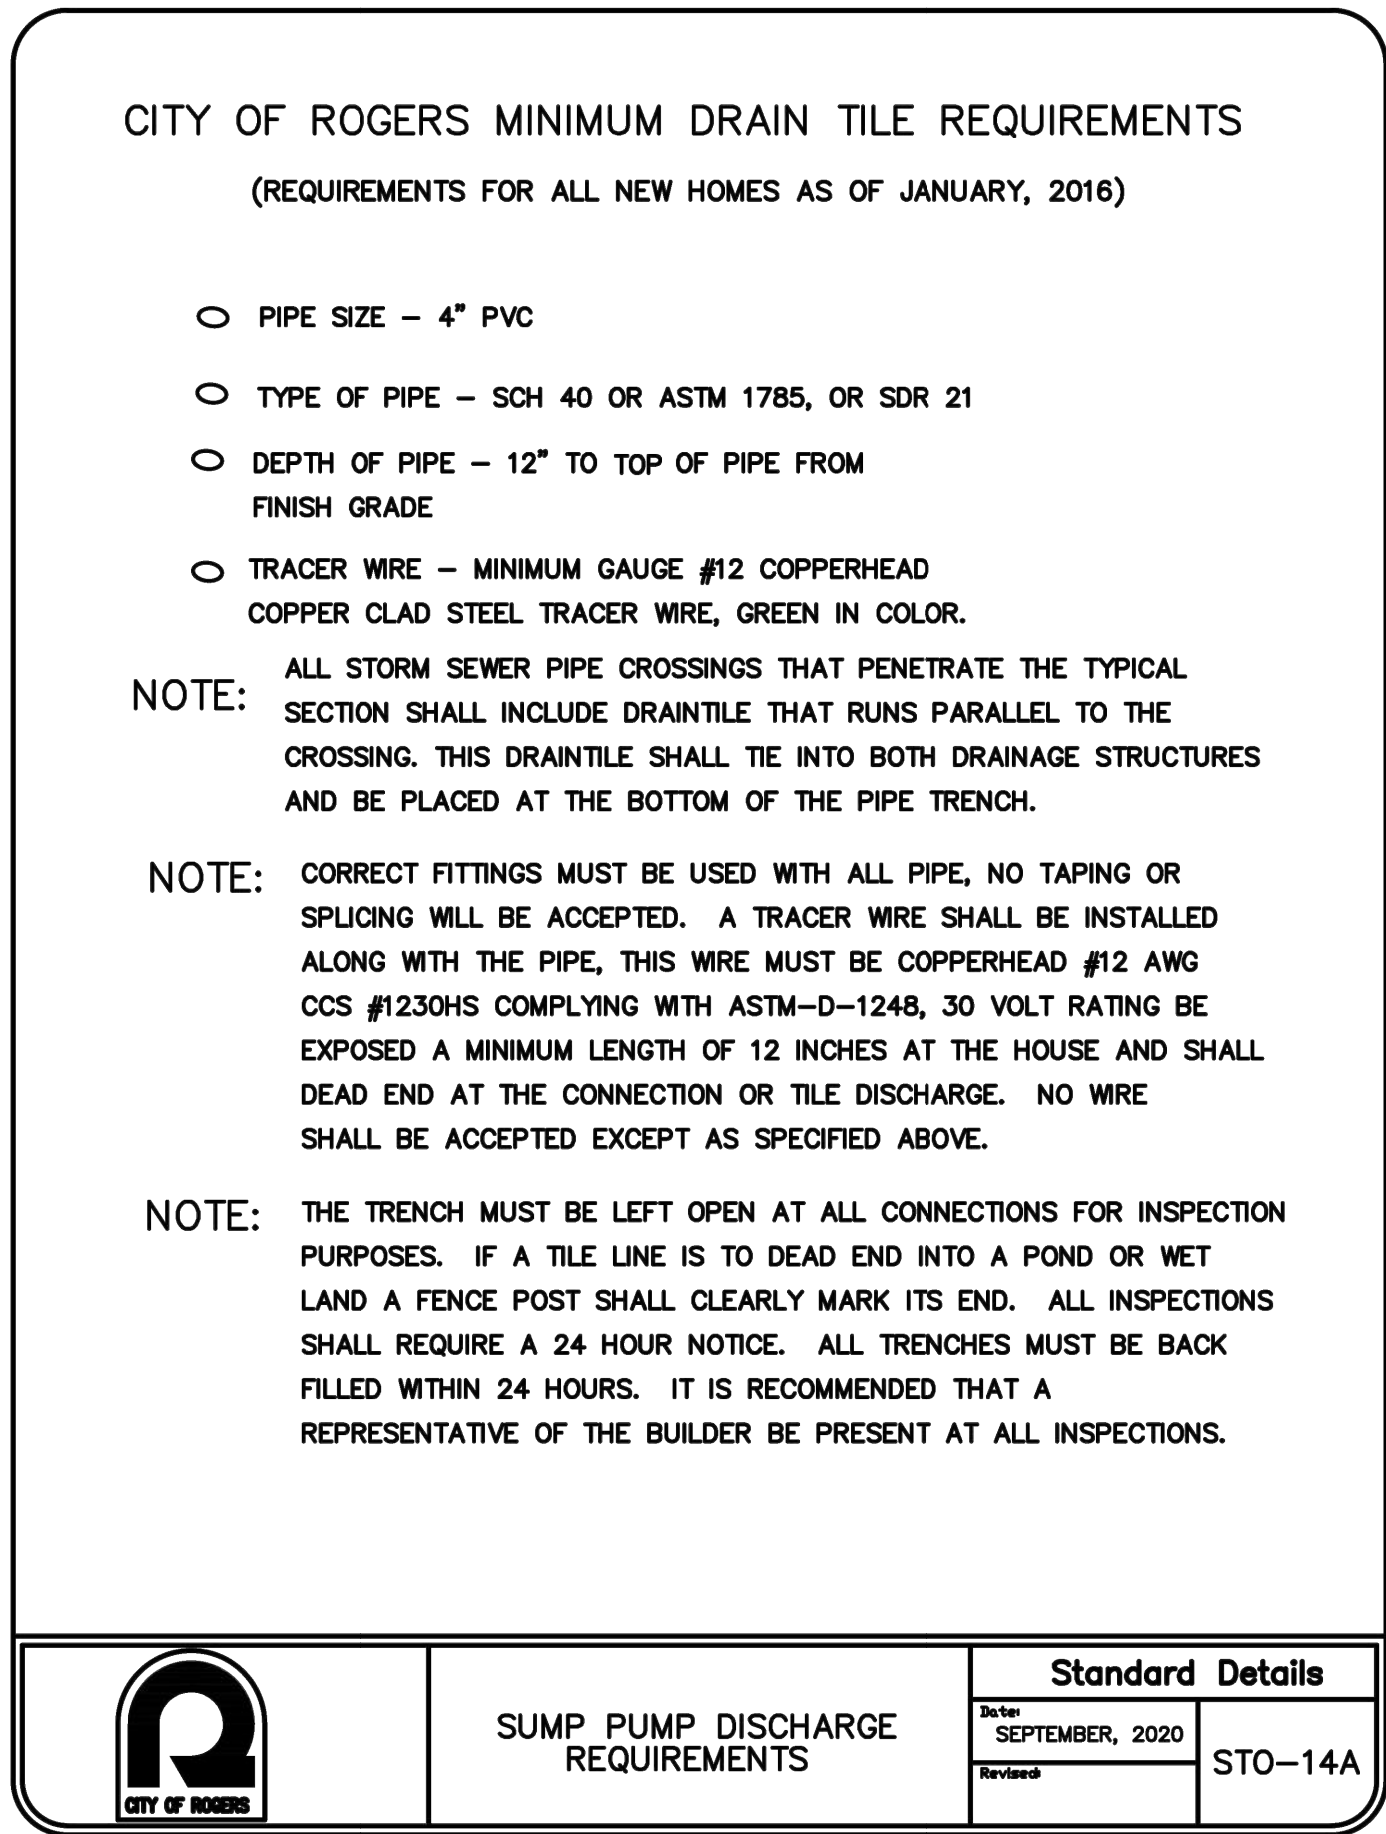 CITY OF ROGERS MINIMUM DRAIN TILE REQUIREMENTS
(REQUIREMENTS FOR ALL NEW HOMES AS OF JANUARY, 2016)
PIPE SIZE – 4" PVC
TYPE OF PIPE – SCH 40 OR ASTM 1785, OR SDR 21
DEPTH OF PIPE – 12" TO TOP OF PIPE FROM
FINISH GRADE
TRACER WIRE – MINIMUM GAUGE #12 COPPERHEAD
COPPER CLAD STEEL TRACER WIRE, GREEN IN COLOR.
NOTE: ALL STORM SEWER PIPE CROSSINGS THAT PENETRATE THE TYPICAL
SECTION SHALL INCLUDE DRAINTILE THAT RUNS PARALLEL TO THE
CROSSING. THIS DRAINTILE SHALL TIE INTO BOTH DRAINAGE STRUCTURES
AND BE PLACED AT THE BOTTOM OF THE PIPE TRENCH.
NOTE: CORRECT FITTINGS MUST BE USED WITH ALL PIPE, NO TAPING OR
SPLICING WILL BE ACCEPTED. A TRACER WIRE SHALL BE INSTALLED
ALONG WITH THE PIPE, THIS WIRE MUST BE COPPERHEAD #12 AWG
CCS #1230HS COMPLYING WITH ASTM–D–1248, 30 VOLT RATING BE
EXPOSED A MINIMUM LENGTH OF 12 INCHES AT THE HOUSE AND SHALL
DEAD END AT THE CONNECTION OR TILE DISCHARGE. NO WIRE
SHALL BE ACCEPTED EXCEPT AS SPECIFIED ABOVE.
NOTE: THE TRENCH MUST BE LEFT OPEN AT ALL CONNECTIONS FOR INSPECTION
PURPOSES. IF A TILE LINE IS TO DEAD END INTO A POND OR WET
LAND A FENCE POST SHALL CLEARLY MARK ITS END. ALL INSPECTIONS
SHALL REQUIRE A 24 HOUR NOTICE. ALL TRENCHES MUST BE BACK
FILLED WITHIN 24 HOURS. IT IS RECOMMENDED THAT A
REPRESENTATIVE OF THE BUILDER BE PRESENT AT ALL INSPECTIONS.
R
CITY OF ROGERS
SUMP PUMP DISCHARGE
REQUIREMENTS
Standard Details
Date:
SEPTEMBER, 2020
Revised:
STO–14A